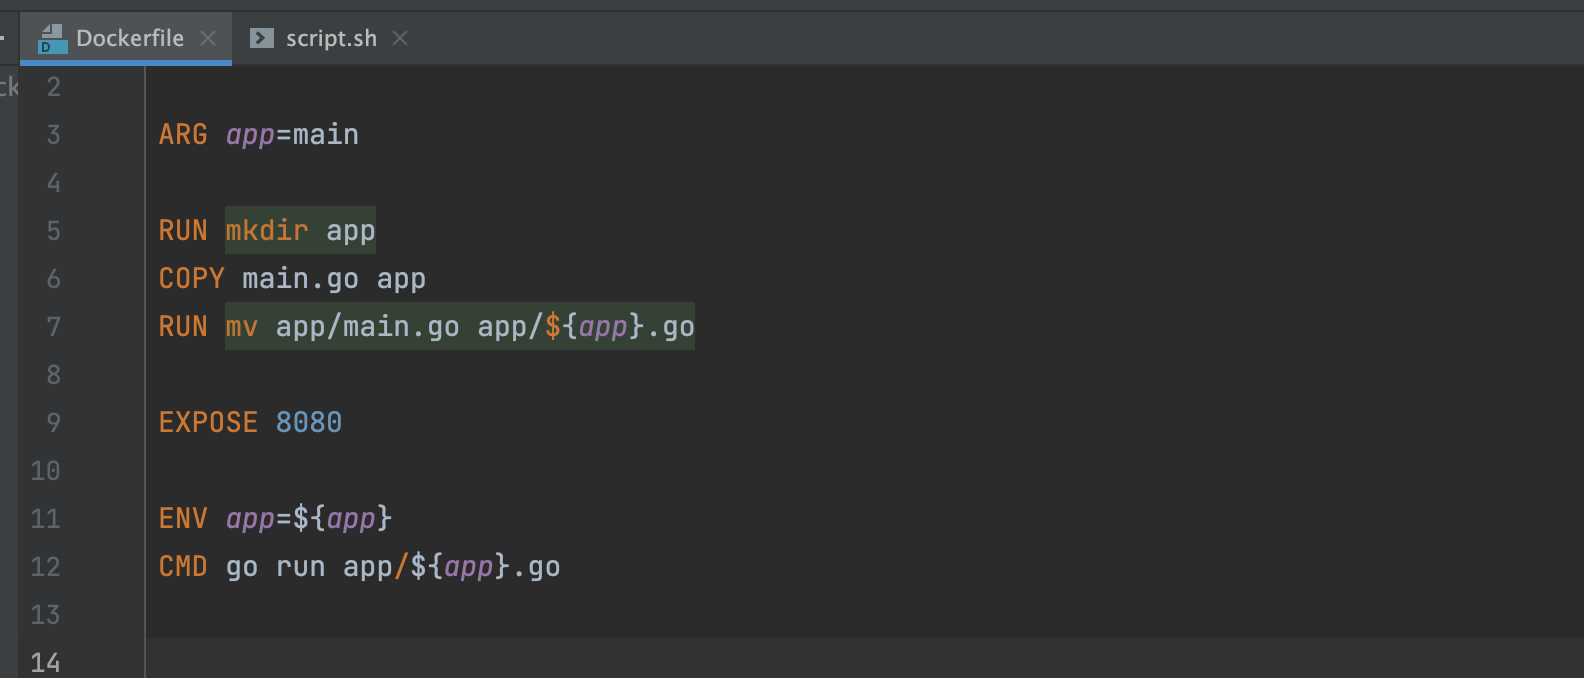 Dockerfile script.sh
ck 2
3 ARG app=main
4
5 RUN mkdir app
6 COPY main.go app
7 RUN mv app/main.go app/${app}.go
8
9 EXPOSE 8080
10
11 ENV app=${app}
12 CMD go run app/${app}.go
13
14